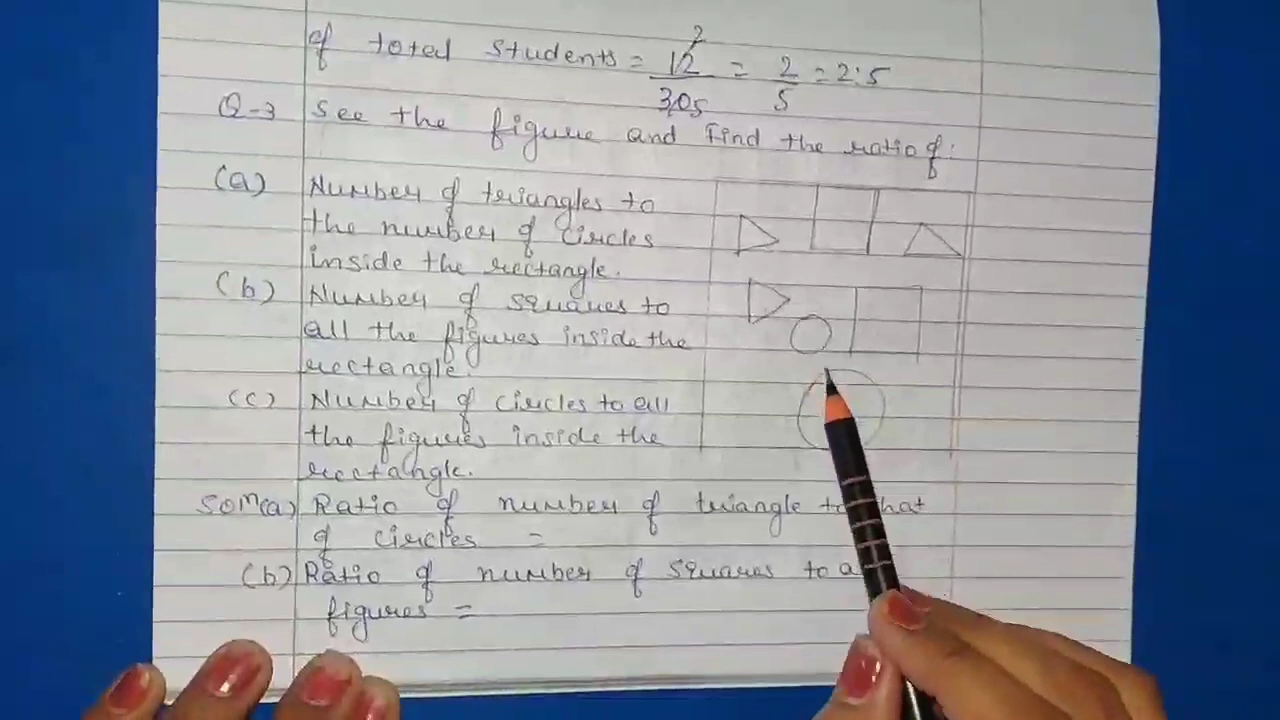 of total students = 12 2 / 30 5 = 2/5 = 2:5
Q-3 See the figure and find the ratio of:
(a) Number of triangles to
the number of circles
inside the rectangle.
(b) Number of squares to
all the figures inside the
rectangle.
(c) Number of circles to all
the figures inside the
rectangle.
Som(a) Ratio of number of triangle to that
of circles =
(b) Ratio of number of squares to a
figures =